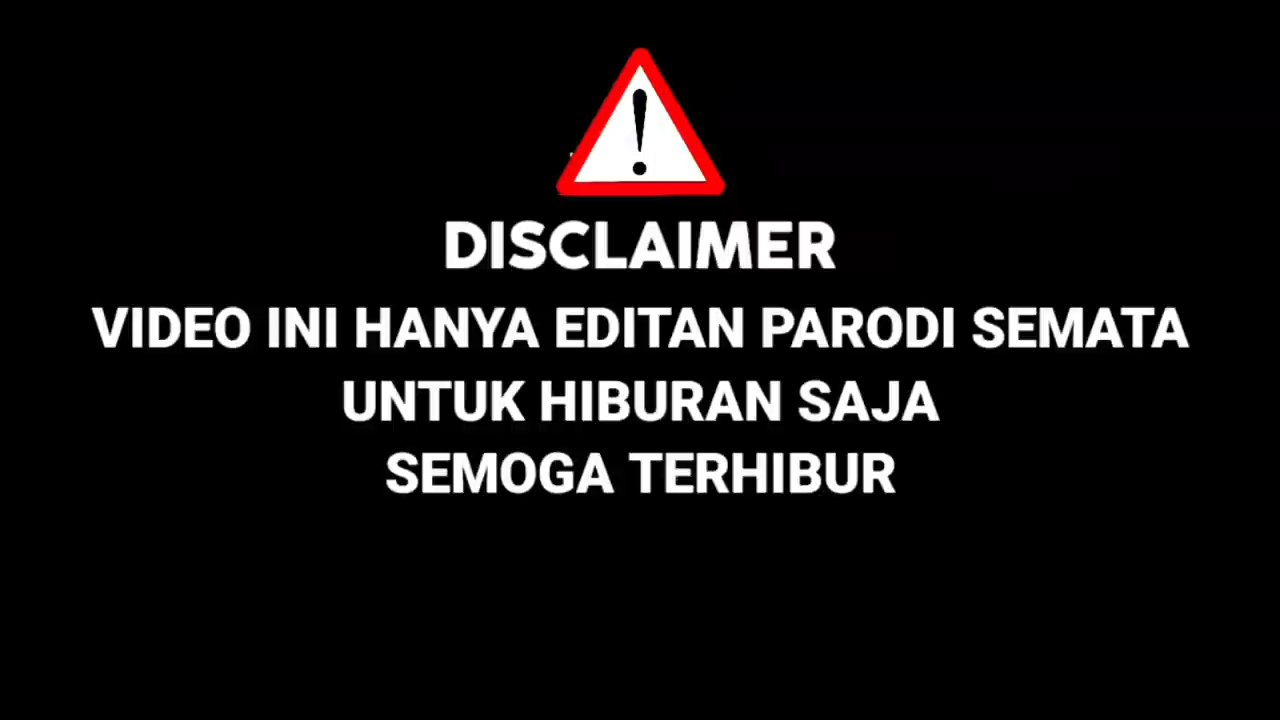 DISCLAIMER
VIDEO INI HANYA EDITAN PARODI SEMATA
UNTUK HIBURAN SAJA
SEMOGA TERHIBUR